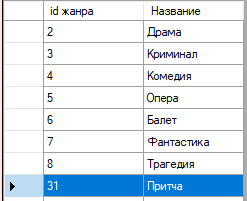 id жанра Название
2 Драма
3 Криминал
4 Комедия
5 Опера
6 Балет
7 Фантастика
8 Трагедия
31 Притча